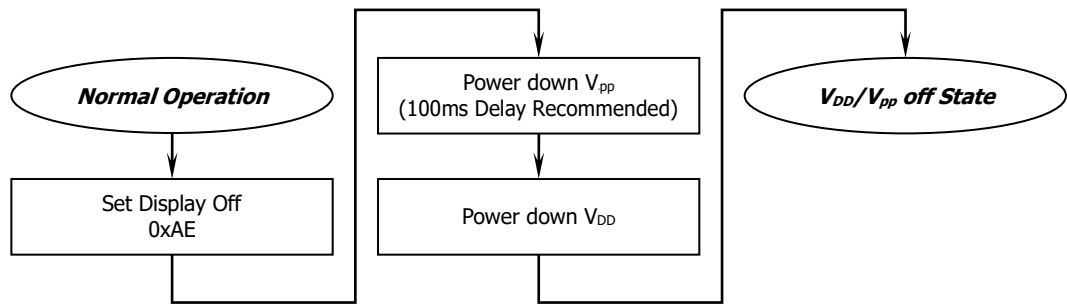 Normal Operation
Set Display Off
0xAE
Power down Vpp
(100ms Delay Recommended)
Power down VDD
VDD/Vpp off State